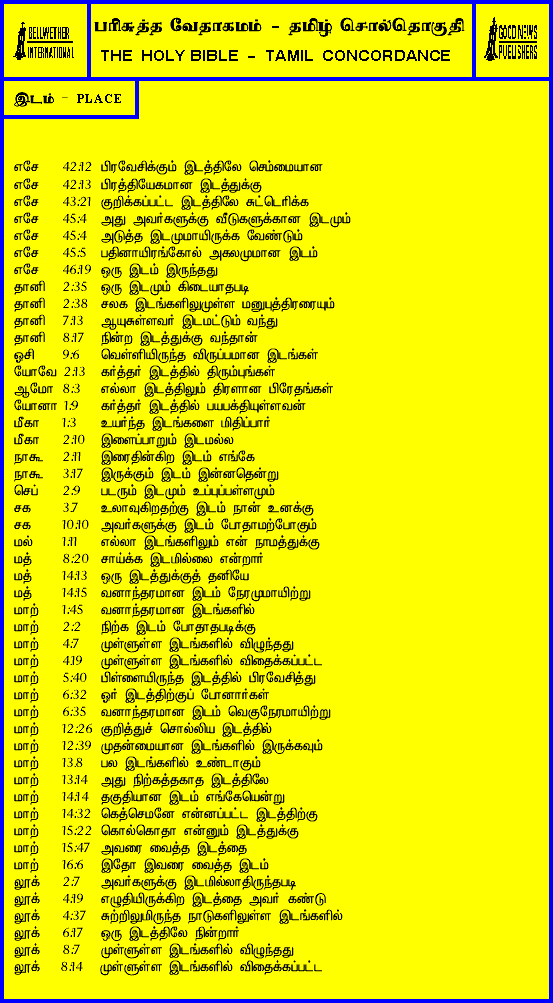 BELLWETHER
INTERNATIONAL
பரிசுத்த வேதாகமம் - தமிழ் சொல்தொகுதி
THE HOLY BIBLE - TAMIL CONCORDANCE
GOOD NEWS
PUBLISHERS
இடம் - PLACE
எசே 42:12 பிரவேசிக்கும் இடத்திலே செம்மையான
எசே 42:13 பிரத்தியேகமான இடத்துக்கு
எசே 43:21 குறிக்கப்பட்ட இடத்திலே சுட்டெரிக்க
எசே 45:4 அது அவர்களுக்கு வீடுகளுக்கான இடமும்
எசே 45:4 அடுத்த இடமுமாயிருக்க வேண்டும்
எசே 45:5 பதினாயிரங்கோல் அகலமுமான இடம்
எசே 46:19 ஒரு இடம் இருந்தது
தானி 2:35 ஒரு இடமும் கிடையாதபடி
தானி 2:38 சகல இடங்களிலுமுள்ள மனுபுத்திரரையும்
தானி 7:13 ஆயுசுள்ளவர் இடமட்டும் வந்து
தானி 8:17 நின்ற இடத்துக்கு வந்தான்
ஓசி 9:6 வெள்ளியிருந்த விருப்பமான இடங்கள்
யோவே 2:13 கர்த்தர் இடத்தில் திரும்புங்கள்
ஆமோ 8:3 எல்லா இடத்திலும் திரளான பிரேதங்கள்
யோனா 1:9 கர்த்தர் இடத்தில் பயபக்தியுள்ளவன்
மீகா 1:3 உயர்ந்த இடங்களை மிதிப்பார்
மீகா 2:10 இளைப்பாறும் இடமல்ல
நாகூ 2:11 இரைதின்கிற இடம் எங்கே
நாகூ 3:17 இருக்கும் இடம் இன்னதென்று
செப் 2:9 படரும் இடமும் உப்புப்பள்ளமும்
சக 3:7 உலாவுகிறதற்கு இடம் நான் உனக்கு
சக 10:10 அவர்களுக்கு இடம் போதாமற்போகும்
மல் 1:11 எல்லா இடங்களிலும் என் நாமத்துக்கு
மத் 8:20 சாய்க்க இடமில்லை என்றார்
மத் 14:13 ஒரு இடத்துக்குத் தனியே
மத் 14:15 வனாந்தரமான இடம் நேரமுமாயிற்று
மாற் 1:45 வனாந்தரமான இடங்களில்
மாற் 2:2 நிற்க இடம் போதாதபடிக்கு
மாற் 4:7 முள்ளுள்ள இடங்களில் விழுந்தது
மாற் 4:19 முள்ளுள்ள இடங்களில் விதைக்கப்பட்ட
மாற் 5:40 பிள்ளையிருந்த இடத்தில் பிரவேசித்து
மாற் 6:32 ஓர் இடத்திற்குப் போனார்கள்
மாற் 6:35 வனாந்தரமான இடம் வெகுநேரமாயிற்று
மாற் 12:26 குறித்துச் சொல்லிய இடத்தில்
மாற் 12:39 முதன்மையான இடங்களில் இருக்கவும்
மாற் 13:8 பல இடங்களில் உண்டாகும்
மாற் 13:14 அது நிற்கத்தகாத இடத்திலே
மாற் 14:14 தகுதியான இடம் எங்கேயென்று
மாற் 14:32 கெத்செமனே என்னப்பட்ட இடத்திற்கு
மாற் 15:22 கொல்கொதா என்னும் இடத்துக்கு
மாற் 15:47 அவரை வைத்த இடத்தை
மாற் 16:6 இதோ இவரை வைத்த இடம்
லூக் 2:7 அவர்களுக்கு இடமில்லாதிருந்தபடி
லூக் 4:19 எழுதியிருக்கிற இடத்தை அவர் கண்டு
லூக் 4:37 சுற்றிலுமிருந்த நாடுகளிலுள்ள இடங்களில்
லூக் 6:17 ஒரு இடத்திலே நின்றார்
லூக் 8:7 முள்ளுள்ள இடங்களில் விழுந்தது
லூக் 8:14 முள்ளுள்ள இடங்களில் விதைக்கப்பட்ட